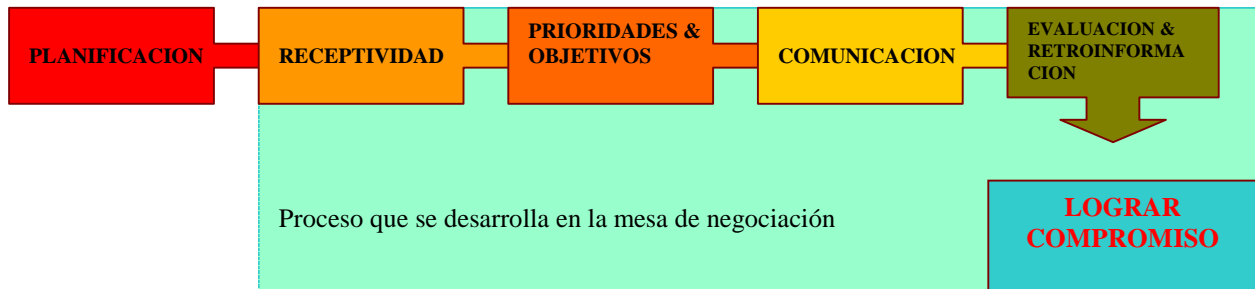 PLANIFICACION
RECEPTIVIDAD
PRIORIDADES &
OBJETIVOS
COMUNICACION
EVALUACION &
RETROINFORMA
CION
Proceso que se desarrolla en la mesa de negociación
LOGRAR
COMPROMISO